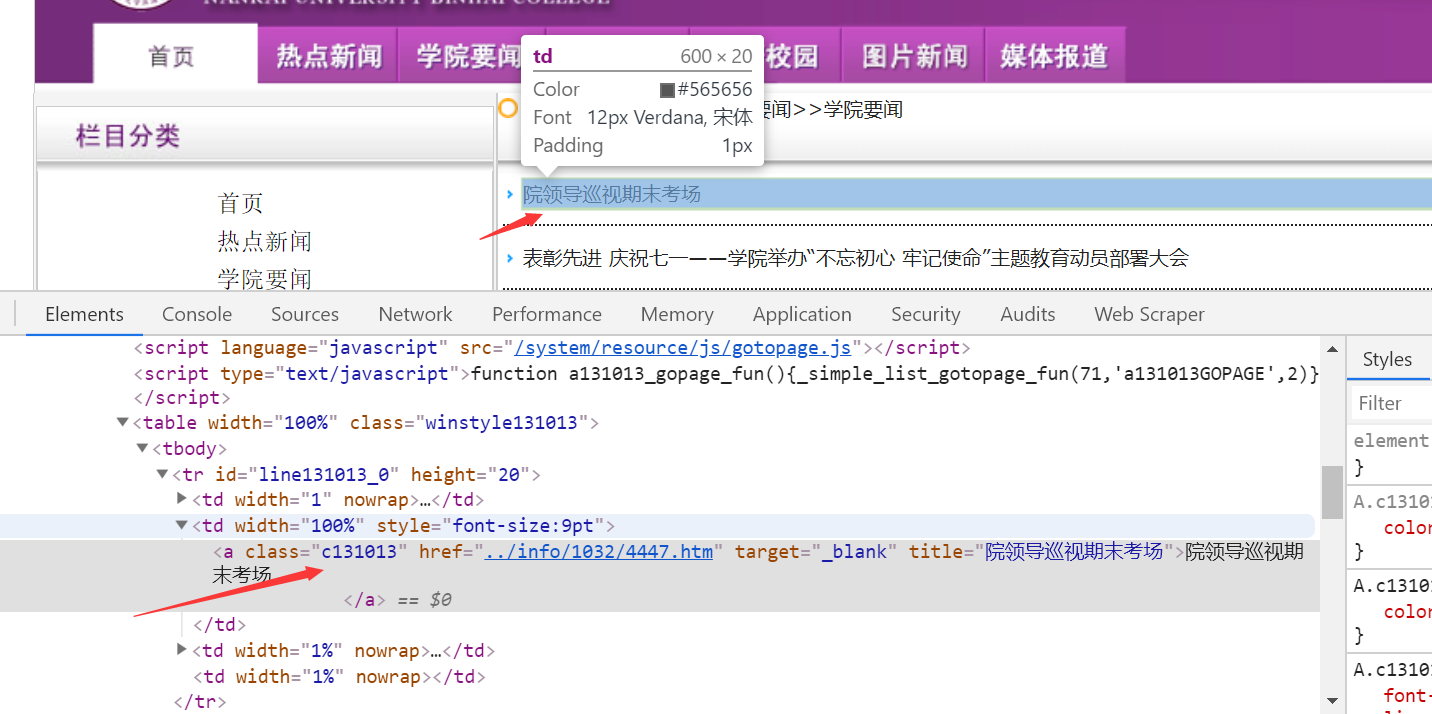 NANKAI UNIVERSITY BINHAI COLLEGE
首页 热点新闻 学院要闻 校园 图片新闻 媒体报道
td 600 × 20
Color #565656
Font 12px Verdana, 宋体
Padding 1px
要闻>>学院要闻
栏目分类
首页
热点新闻
学院要闻
院领导巡视期末考场
表彰先进 庆祝七一——学院举办“不忘初心 牢记使命”主题教育动员部署大会
Elements Console Sources Network Performance Memory Application Security Audits Web Scraper
<script language="javascript" src="/system/resource/js/gotopage.js"></script>
<script type="text/javascript">function a131013_gopage_fun(){_simple_list_gotopage_fun(71,'a131013GOPAGE',2)}
</script>
▼<table width="100%" class="winstyle131013">
▼<tbody>
▼<tr id="line131013_0" height="20">
▶<td width="1" nowrap>…</td>
▼<td width="100%" style="font-size:9pt">
<a class="c131013" href="../info/1032/4447.htm" target="_blank" title="院领导巡视期末考场">院领导巡视期
末考场
</a> == $0
</td>
▶<td width="1%" nowrap>…</td>
<td width="1%" nowrap></td>
</tr>
Styles
Filter
element
}
A.c1310
color
}
A.c1310
color
}
A.c1310
font-